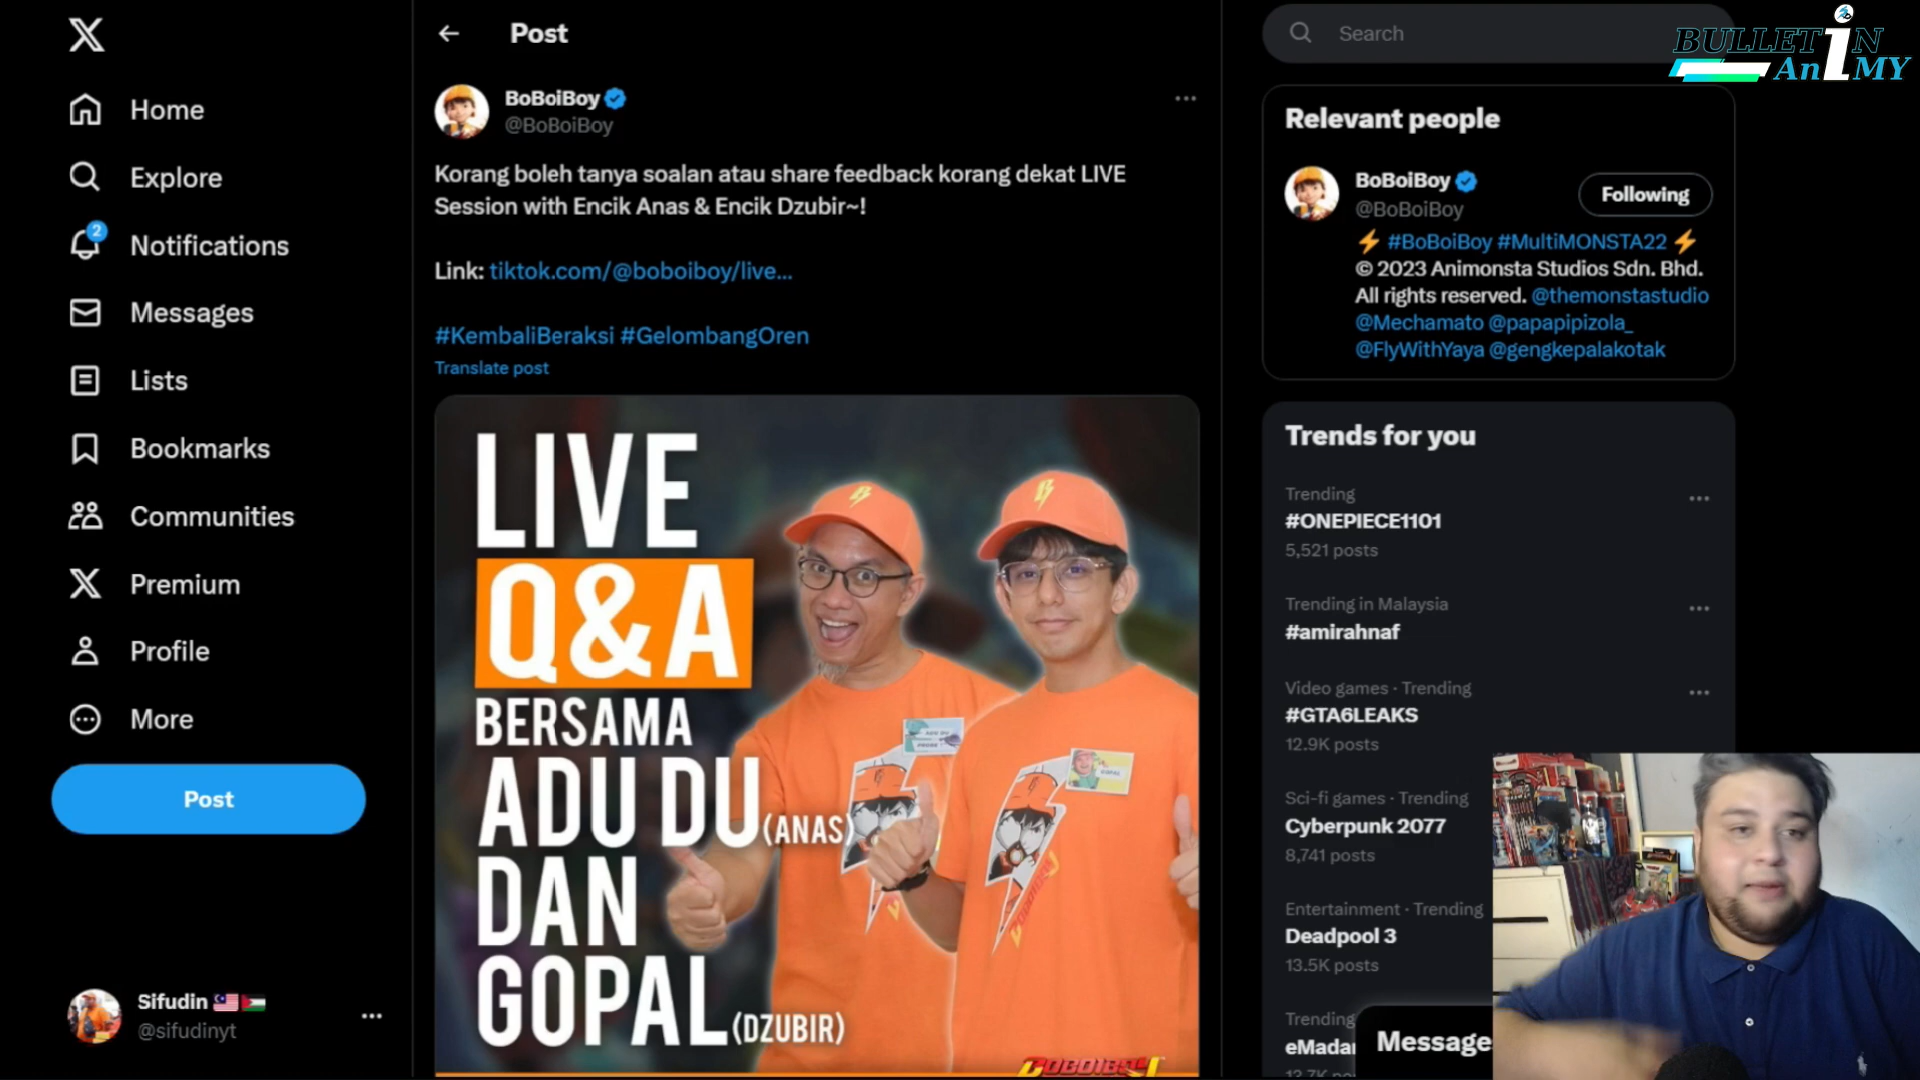 Home
Explore
2
Notifications
Messages
Lists
Bookmarks
Communities
Premium
Profile
More
Post
Sifudin
@sifudinyt
Post
BoBoiBoy
@BoBoiBoy
Korang boleh tanya soalan atau share feedback korang dekat LIVE
Session with Encik Anas & Encik Dzubir~!
Link: tiktok.com/@boboiboy/live...
#KembaliBeraksi #GelombangOren
Translate post
LIVE
Q&A
BERSAMA
ADU DU (ANAS)
DAN
GOPAL (DZUBIR)
GOPAL
BOBOIBOY
Search
BULLETiN
AniMY
Relevant people
BoBoiBoy
@BoBoiBoy
Following
#BoBoiBoy #MultiMONSTA22
© 2023 Animonsta Studios Sdn. Bhd.
All rights reserved. @themonstastudio
@Mechamato @papapipizola_
@FlyWithYaya @gengkepalakotak
Trends for you
Trending
#ONEPIECE1101
5,521 posts
Trending in Malaysia
#amirahnaf
Video games · Trending
#GTA6LEAKS
12.9K posts
Sci-fi games · Trending
Cyberpunk 2077
8,741 posts
Entertainment · Trending
Deadpool 3
13.5K posts
Trending
eMadan
Messages